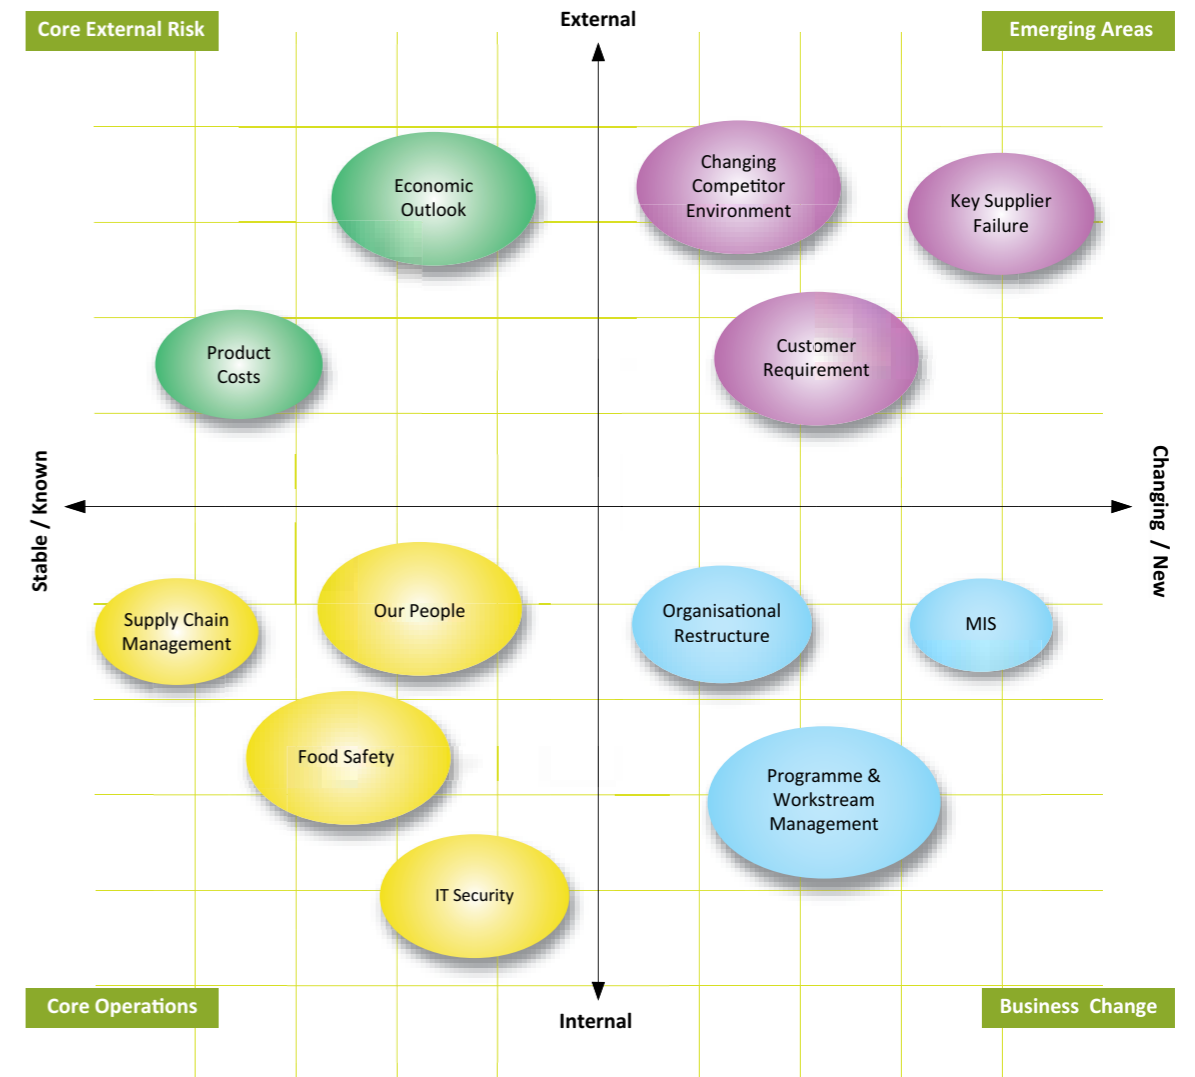 External
Core External Risk
Emerging Areas
Economic
Outlook
Changing
Competitor
Environment
Key Supplier
Failure
Product
Costs
Customer
Requirement
Stable / Known
Changing / New
Supply Chain
Management
Our People
Organisational
Restructure
MIS
Food Safety
Programme &
Workstream
Management
IT Security
Core Operations
Business Change
Internal